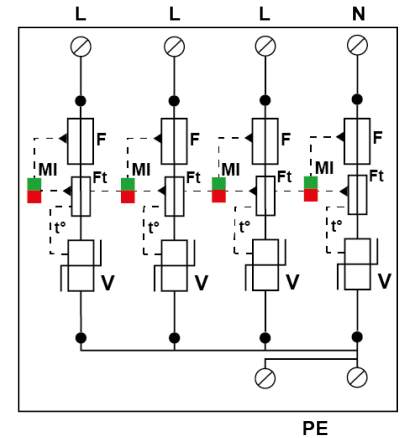 L L L N
F F F F
MI MI MI MI
Ft Ft Ft Ft
t° t° t° t°
V V V V
PE